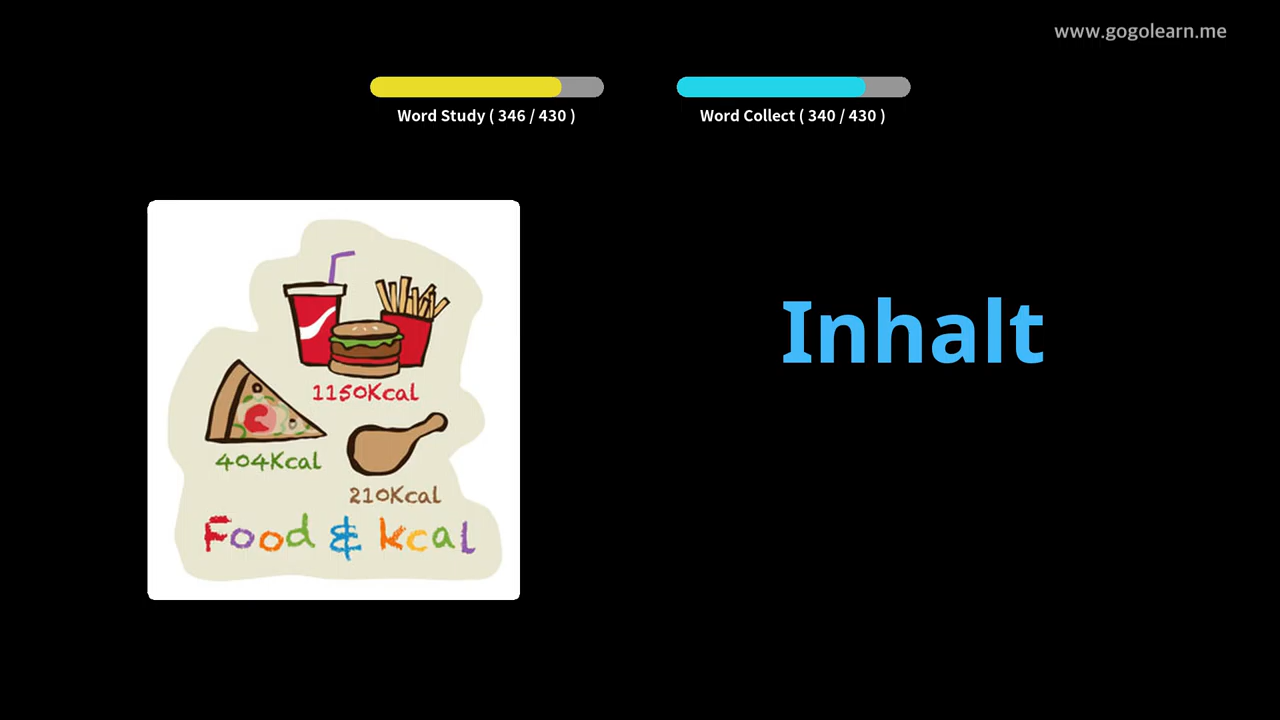 www.gogolearn.me
Word Study ( 346 / 430 )
Word Collect ( 340 / 430 )
Inhalt
1150Kcal
404Kcal
210Kcal
Food & kcal